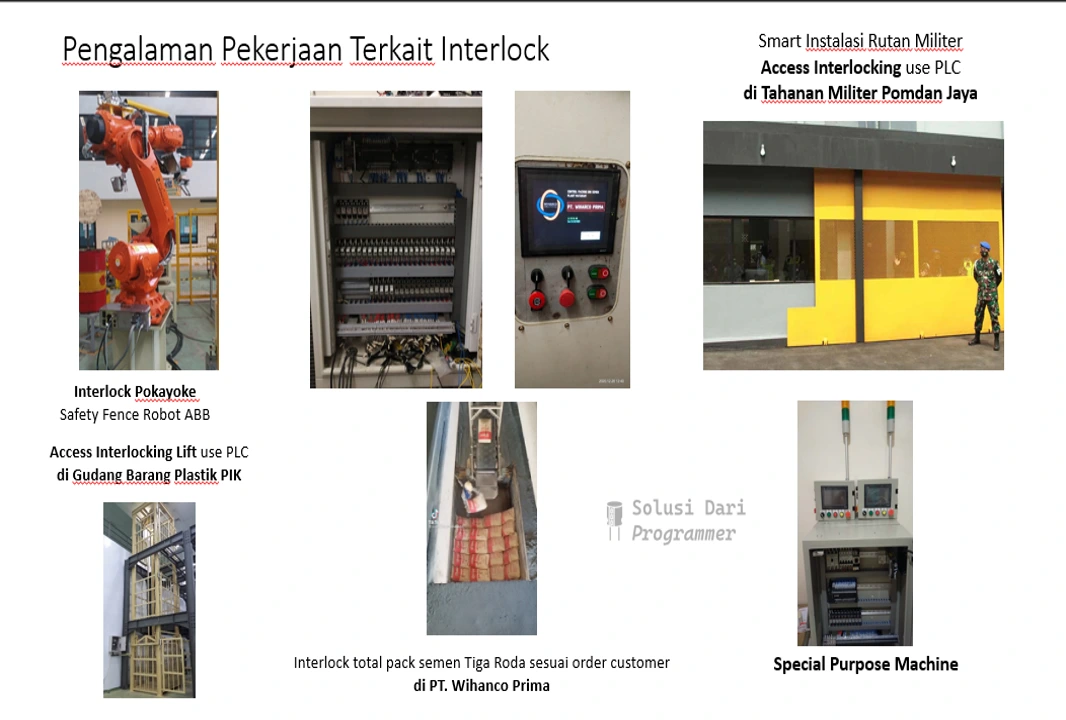 Pengalaman Pekerjaan Terkait Interlock
Smart Instalasi Rutan Militer
Access Interlocking use PLC
di Tahanan Militer Pomdan Jaya
PT. WIHANCO PRIMA
Interlock Pokayoke
Safety Fence Robot ABB
Access Interlocking Lift use PLC
di Gudang Barang Plastik PIK
Solusi Dari
Programmer
Interlock total pack semen Tiga Roda sesuai order customer
di PT. Wihanco Prima
Special Purpose Machine